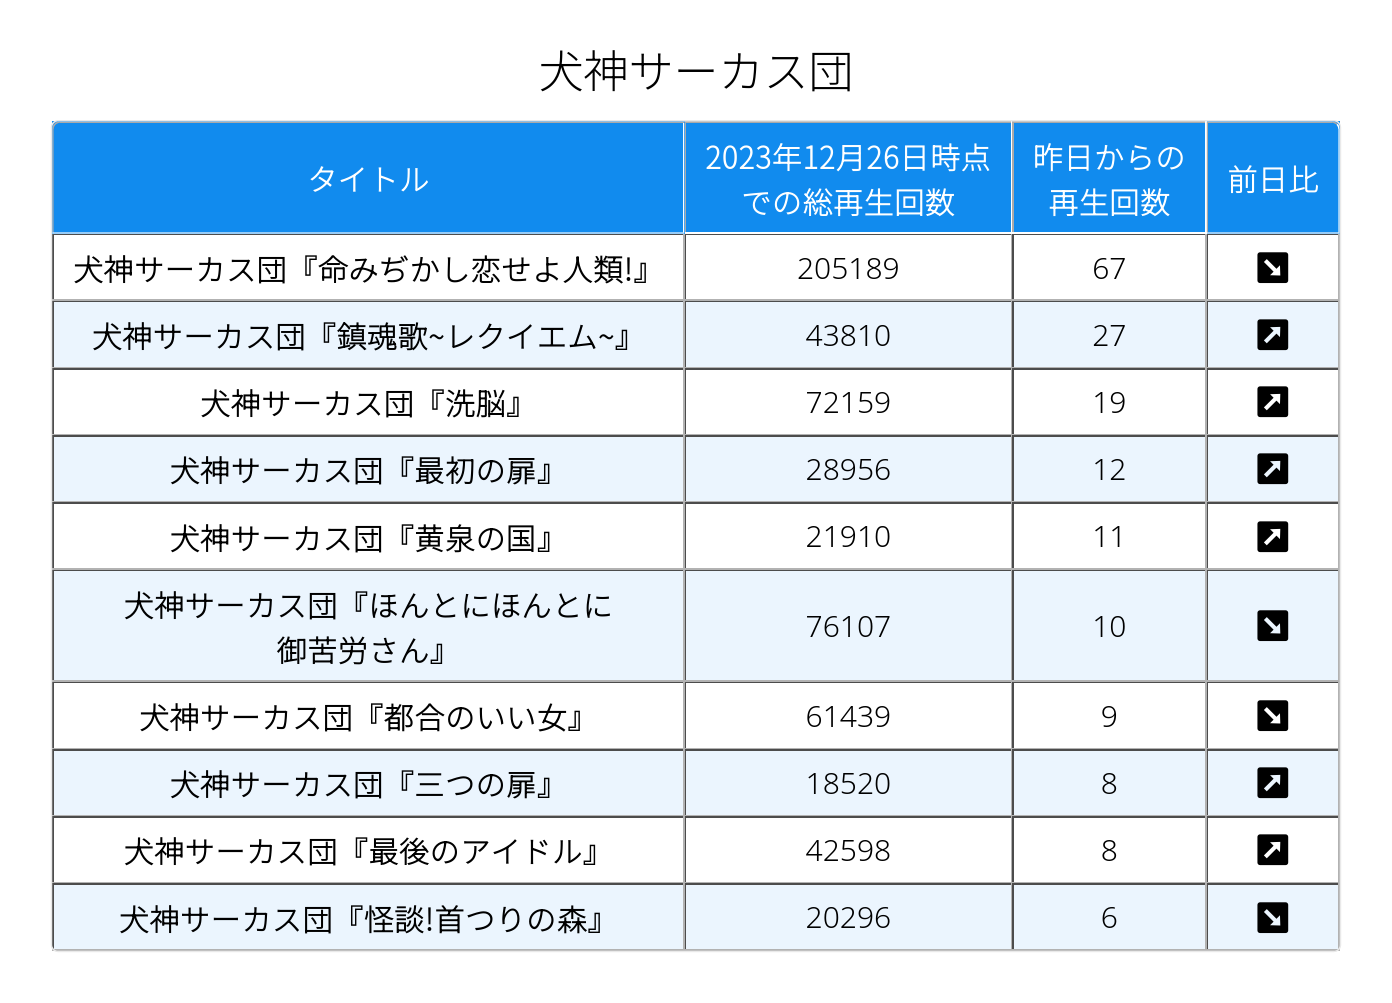 犬神サーカス団
タイトル
2023年12月26日時点
での総再生回数
昨日からの
再生回数
前日比
犬神サーカス団『命みぢかし恋せよ人類!』 205189 67
犬神サーカス団『鎮魂歌~レクイエム~』 43810 27
犬神サーカス団『洗脳』 72159 19
犬神サーカス団『最初の扉』 28956 12
犬神サーカス団『黄泉の国』 21910 11
犬神サーカス団『ほんとにほんとに
御苦労さん』 76107 10
犬神サーカス団『都合のいい女』 61439 9
犬神サーカス団『三つの扉』 18520 8
犬神サーカス団『最後のアイドル』 42598 8
犬神サーカス団『怪談!首つりの森』 20296 6